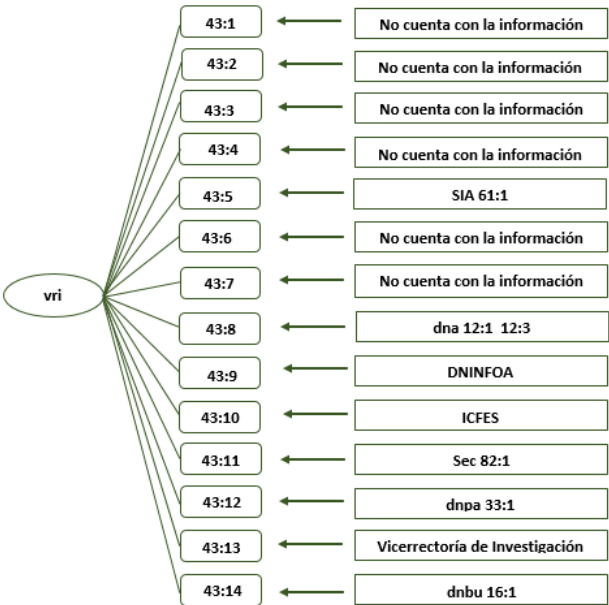 43:1 No cuenta con la información
43:2 No cuenta con la información
43:3 No cuenta con la información
43:4 No cuenta con la información
43:5 SIA 61:1
43:6 No cuenta con la información
43:7 No cuenta con la información
vri
43:8 dna 12:1 12:3
43:9 DNINFOA
43:10 ICFES
43:11 Sec 82:1
43:12 dnpa 33:1
43:13 Vicerrectoría de Investigación
43:14 dnbu 16:1